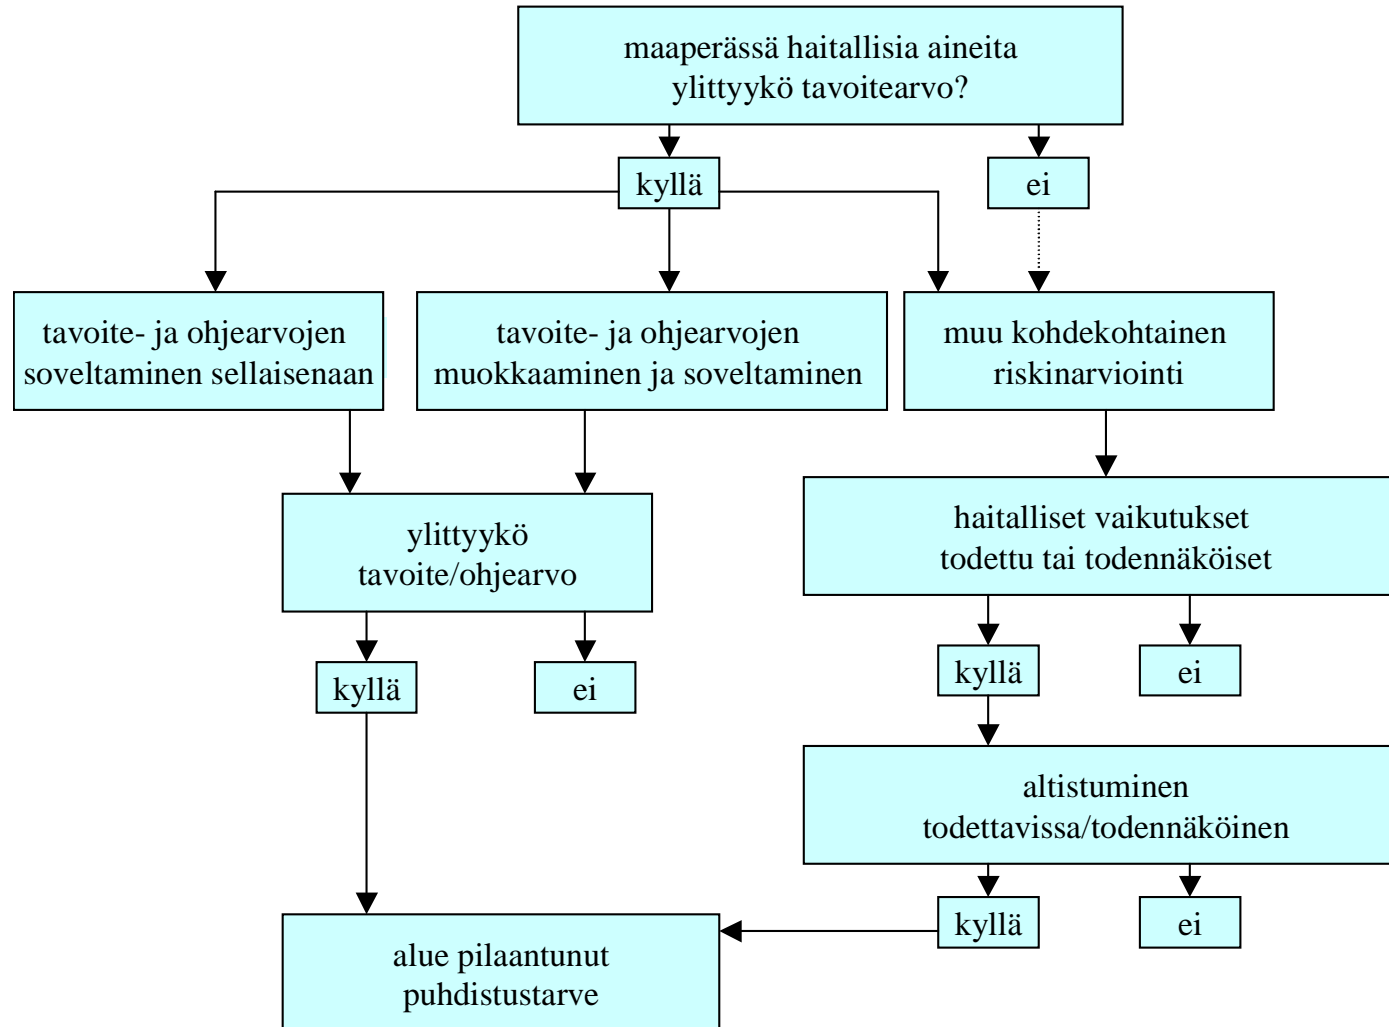 maaperässä haitallisia aineita
ylittyykö tavoitearvo?
kyllä
ei
tavoite- ja ohjearvojen
soveltaminen sellaisenaan
tavoite- ja ohjearvojen
muokkaaminen ja soveltaminen
muu kohdekohtainen
riskinarviointi
ylittyykö
tavoite/ohjearvo
haitalliset vaikutukset
todettu tai todennäköiset
kyllä
ei
kyllä
ei
altistuminen
todettavissa/todennäköinen
kyllä
ei
alue pilaantunut
puhdistustarve